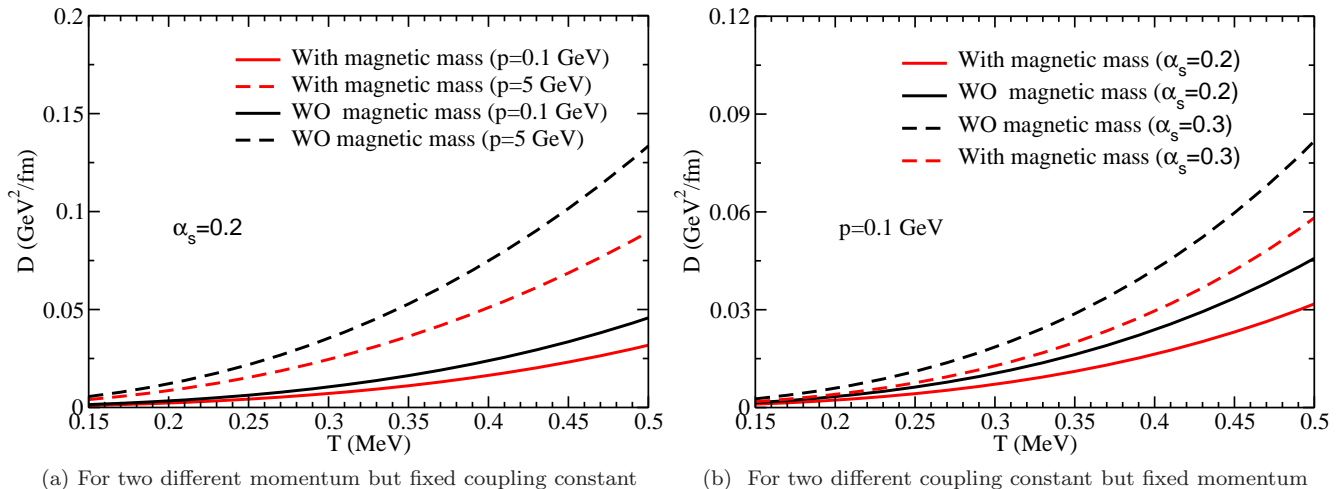 0.2
0.15
0.1
0.05
0
D (GeV²/fm)
With magnetic mass (p=0.1 GeV)
With magnetic mass (p=5 GeV)
WO  magnetic mass (p=0.1 GeV)
WO magnetic mass (p=5 GeV)
αₛ=0.2
0.15 0.2 0.25 0.3 0.35 0.4 0.45 0.5
T (MeV)
(a) For two different momentum but fixed coupling constant
0.12
0.09
0.06
0.03
0
D (GeV²/fm)
With magnetic mass (αₛ=0.2)
WO  magnetic mass (αₛ=0.2)
WO magnetic mass (αₛ=0.3)
With magnetic mass (αₛ=0.3)
p=0.1 GeV
0.15 0.2 0.25 0.3 0.35 0.4 0.45 0.5
T (MeV)
(b) For two different coupling constant but fixed momentum